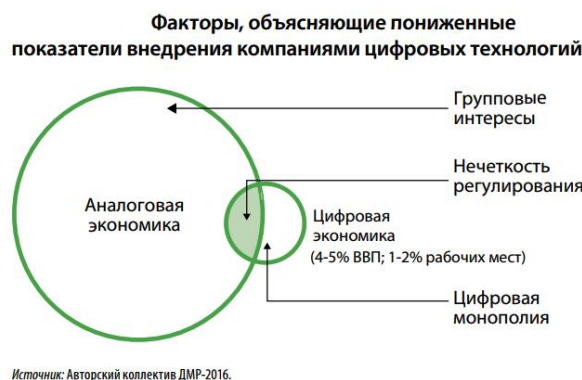 Факторы, объясняющие пониженные
показатели внедрения компаниями цифровых технологий
Групповые
интересы
Нечеткость
регулирования
Аналоговая
экономика
Цифровая
экономика
(4-5% ВВП; 1-2% рабочих мест)
Цифровая
монополия
Источник: Авторский коллектив ДМР-2016.